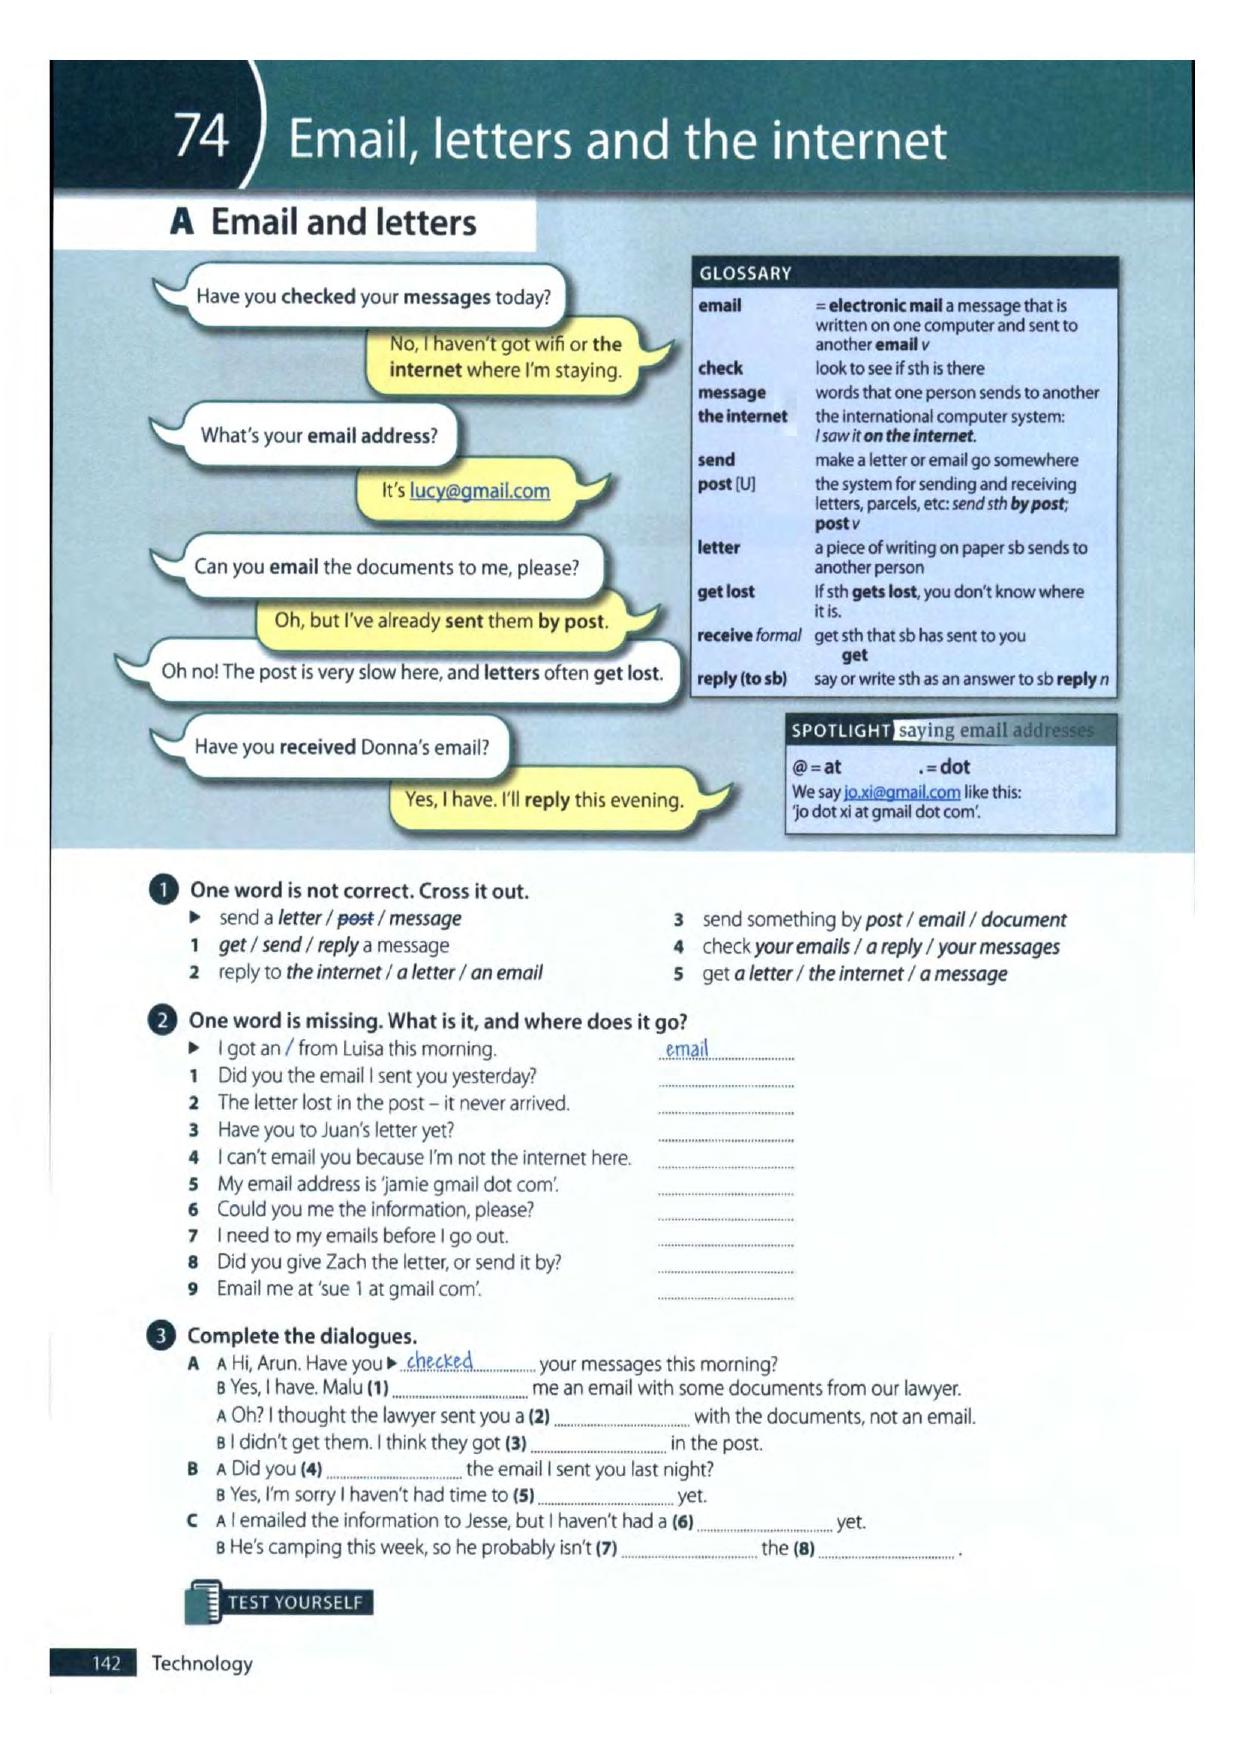 74 Email, letters and the internet
A Email and letters
Have you checked your messages today?
No, I haven't got wifi or the
internet where I'm staying.
What's your email address?
It's lucy@gmail.com
Can you email the documents to me, please?
Oh, but I've already sent them by post.
Oh no! The post is very slow here, and letters often get lost.
Have you received Donna's email?
Yes, I have. I'll reply this evening.
GLOSSARY
email = electronic mail a message that is
written on one computer and sent to
another email v
check look to see if sth is there
message words that one person sends to another
the internet the international computer system:
I saw it on the internet.
send make a letter or email go somewhere
post [U] the system for sending and receiving
letters, parcels, etc: send sth by post;
post v
letter a piece of writing on paper sb sends to
another person
get lost If sth gets lost, you don't know where
it is.
receive formal get sth that sb has sent to you
get
reply (to sb) say or write sth as an answer to sb reply n
SPOTLIGHT saying email addresses
@ = at . = dot
We say jo.xi@gmail.com like this:
'jo dot xi at gmail dot com'.
1 One word is not correct. Cross it out.
► send a letter / post / message
1 get / send / reply a message
2 reply to the internet / a letter / an email
3 send something by post / email / document
4 check your emails / a reply / your messages
5 get a letter / the internet / a message
2 One word is missing. What is it, and where does it go?
► I got an / from Luisa this morning. email
1 Did you the email I sent you yesterday?
2 The letter lost in the post – it never arrived.
3 Have you to Juan's letter yet?
4 I can't email you because I'm not the internet here.
5 My email address is 'jamie gmail dot com'.
6 Could you me the information, please?
7 I need to my emails before I go out.
8 Did you give Zach the letter, or send it by?
9 Email me at 'sue 1 at gmail com'.
3 Complete the dialogues.
A A Hi, Arun. Have you ► checked your messages this morning?
B Yes, I have. Malu (1) me an email with some documents from our lawyer.
A Oh? I thought the lawyer sent you a (2) with the documents, not an email.
B I didn't get them. I think they got (3) in the post.
B A Did you (4) the email I sent you last night?
B Yes, I'm sorry I haven't had time to (5) yet.
C A I emailed the information to Jesse, but I haven't had a (6) yet.
B He's camping this week, so he probably isn't (7) the (8) .
TEST YOURSELF
142 Technology